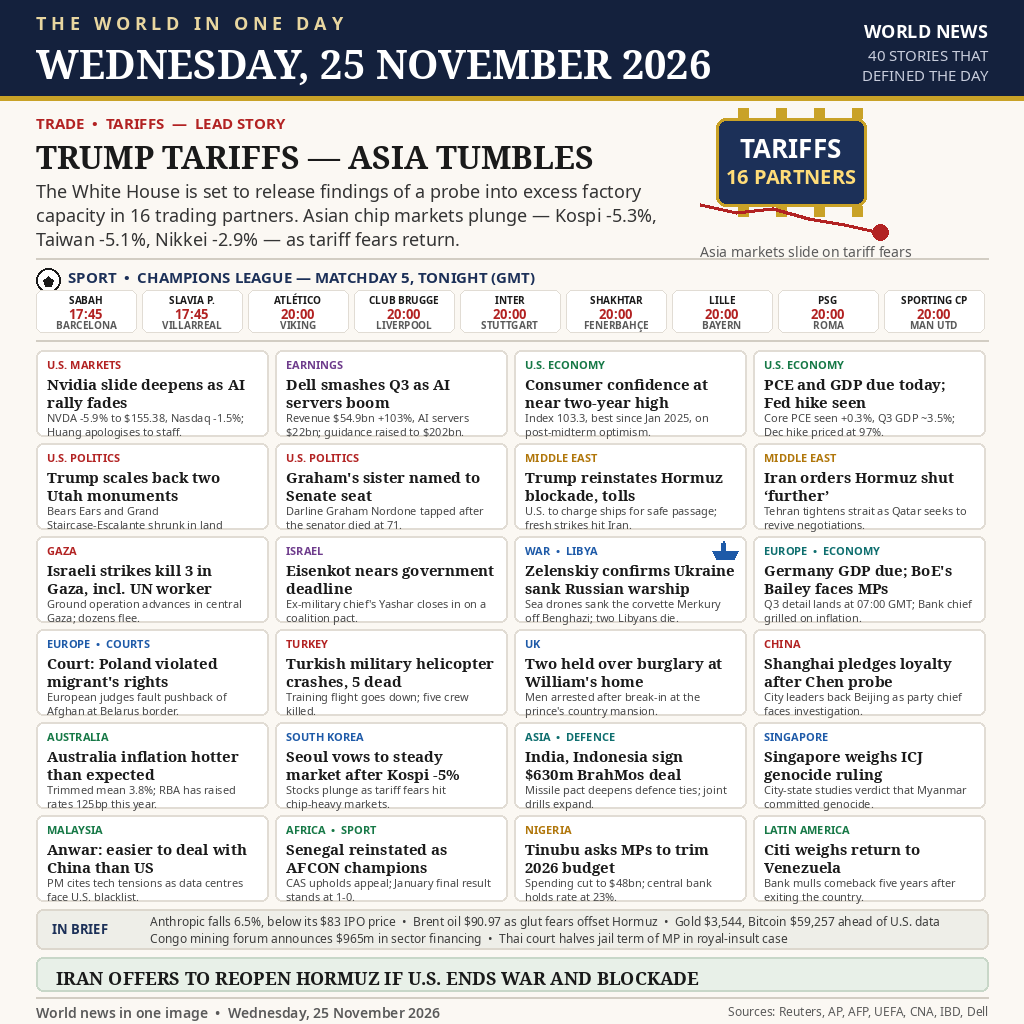 THE WORLD IN ONE DAY
WEDNESDAY, 25 NOVEMBER 2026
WORLD NEWS
40 STORIES THAT
DEFINED THE DAY
TRADE • TARIFFS — LEAD STORY
TRUMP TARIFFS — ASIA TUMBLES
The White House is set to release findings of a probe into excess factory
capacity in 16 trading partners. Asian chip markets plunge — Kospi -5.3%,
Taiwan -5.1%, Nikkei -2.9% — as tariff fears return.
TARIFFS
16 PARTNERS
Asia markets slide on tariff fears
SPORT • CHAMPIONS LEAGUE — MATCHDAY 5, TONIGHT (GMT)
SABAH
17:45
BARCELONA
SLAVIA P.
17:45
VILLARREAL
ATLÉTICO
20:00
VIKING
CLUB BRUGGE
20:00
LIVERPOOL
INTER
20:00
STUTTGART
SHAKHTAR
20:00
FENERBAHÇE
LILLE
20:00
BAYERN
PSG
20:00
ROMA
SPORTING CP
20:00
MAN UTD
U.S. MARKETS
Nvidia slide deepens as AI
rally fades
NVDA -5.9% to $155.38, Nasdaq -1.5%;
Huang apologises to staff.
EARNINGS
Dell smashes Q3 as AI
servers boom
Revenue $54.9bn +103%, AI servers
$22bn; guidance raised to $202bn.
U.S. ECONOMY
Consumer confidence at
near two-year high
Index 103.3, best since Jan 2025, on
post-midterm optimism.
U.S. ECONOMY
PCE and GDP due today;
Fed hike seen
Core PCE seen +0.3%, Q3 GDP ~3.5%;
Dec hike priced at 97%.
U.S. POLITICS
Trump scales back two
Utah monuments
Bears Ears and Grand
Staircase-Escalante shrunk in land
U.S. POLITICS
Graham's sister named to
Senate seat
Darline Graham Nordone tapped after
the senator died at 71.
MIDDLE EAST
Trump reinstates Hormuz
blockade, tolls
U.S. to charge ships for safe passage;
fresh strikes hit Iran.
MIDDLE EAST
Iran orders Hormuz shut
‘further’
Tehran tightens strait as Qatar seeks to
revive negotiations.
GAZA
Israeli strikes kill 3 in
Gaza, incl. UN worker
Ground operation advances in central
Gaza; dozens flee.
ISRAEL
Eisenkot nears government
deadline
Ex-military chief's Yashar closes in on a
coalition pact.
WAR • LIBYA
Zelenskiy confirms Ukraine
sank Russian warship
Sea drones sank the corvette Merkury
off Benghazi; two Libyans die.
EUROPE • ECONOMY
Germany GDP due; BoE's
Bailey faces MPs
Q3 detail lands at 07:00 GMT; Bank chief
grilled on inflation.
EUROPE • COURTS
Court: Poland violated
migrant's rights
European judges fault pushback of
Afghan at Belarus border.
TURKEY
Turkish military helicopter
crashes, 5 dead
Training flight goes down; five crew
killed.
UK
Two held over burglary at
William's home
Men arrested after break-in at the
prince's country mansion.
CHINA
Shanghai pledges loyalty
after Chen probe
City leaders back Beijing as party chief
faces investigation.
AUSTRALIA
Australia inflation hotter
than expected
Trimmed mean 3.8%; RBA has raised
rates 125bp this year.
SOUTH KOREA
Seoul vows to steady
market after Kospi -5%
Stocks plunge as tariff fears hit
chip-heavy markets.
ASIA • DEFENCE
India, Indonesia sign
$630m BrahMos deal
Missile pact deepens defence ties; joint
drills expand.
SINGAPORE
Singapore weighs ICJ
genocide ruling
City-state studies verdict that Myanmar
committed genocide.
MALAYSIA
Anwar: easier to deal with
China than US
PM cites tech tensions as data centres
face U.S. blacklist.
AFRICA • SPORT
Senegal reinstated as
AFCON champions
CAS upholds appeal; January final result
stands at 1-0.
NIGERIA
Tinubu asks MPs to trim
2026 budget
Spending cut to $48bn; central bank
holds rate at 23%.
LATIN AMERICA
Citi weighs return to
Venezuela
Bank mulls comeback five years after
exiting the country.
IN BRIEF
Anthropic falls 6.5%, below its $83 IPO price • Brent oil $90.97 as glut fears offset Hormuz • Gold $3,544, Bitcoin $59,257 ahead of U.S. data
Congo mining forum announces $965m in sector financing • Thai court halves jail term of MP in royal-insult case
IRAN OFFERS TO REOPEN HORMUZ IF U.S. ENDS WAR AND BLOCKADE
World news in one image • Wednesday, 25 November 2026
Sources: Reuters, AP, AFP, UEFA, CNA, IBD, Dell